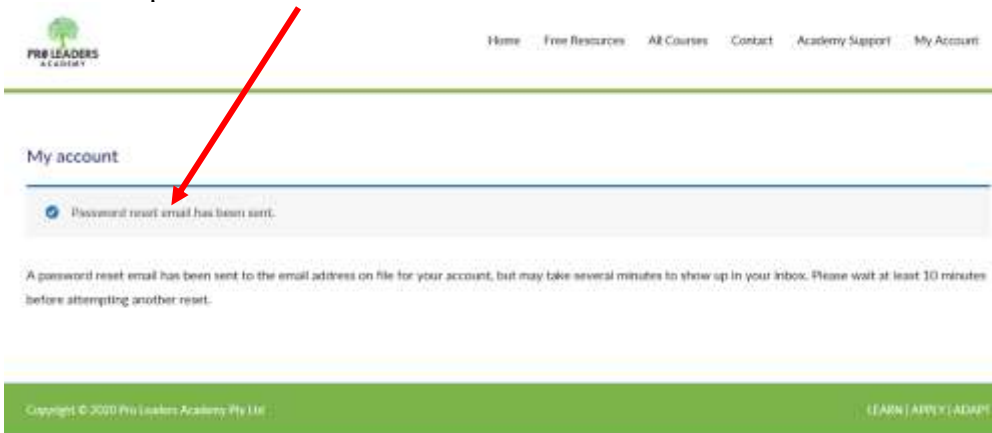 PRO LEADERS
ACADEMY
Home Free Resources All Courses Contact Academy Support My Account
My account
Password reset email has been sent.
A password reset email has been sent to the email address on file for your account, but may take several minutes to show up in your inbox. Please wait at least 10 minutes
before attempting another reset.
Copyright © 2020 Pro Leaders Academy Pty Ltd
LEARN | APPLY | ADAPT